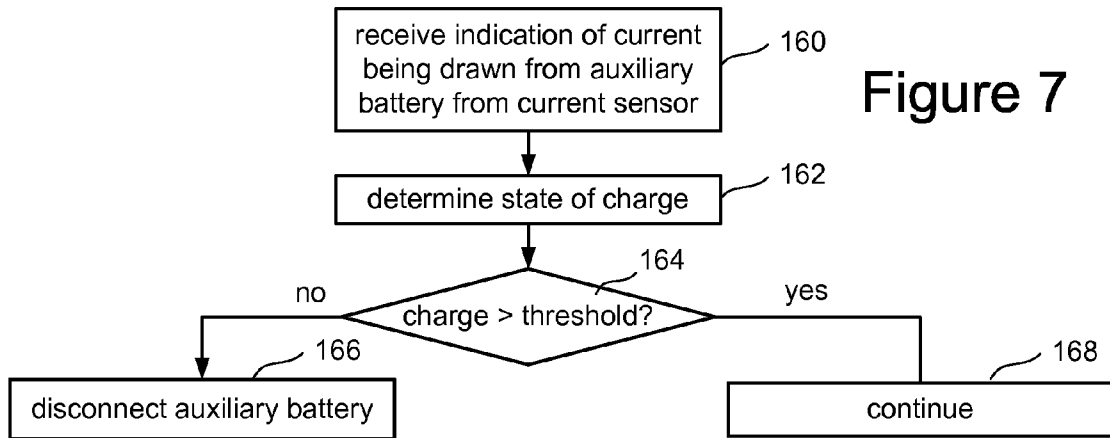 receive indication of current
being drawn from auxiliary
battery from current sensor
160
Figure 7
determine state of charge
162
164
charge > threshold?
no
yes
166
disconnect auxiliary battery
168
continue